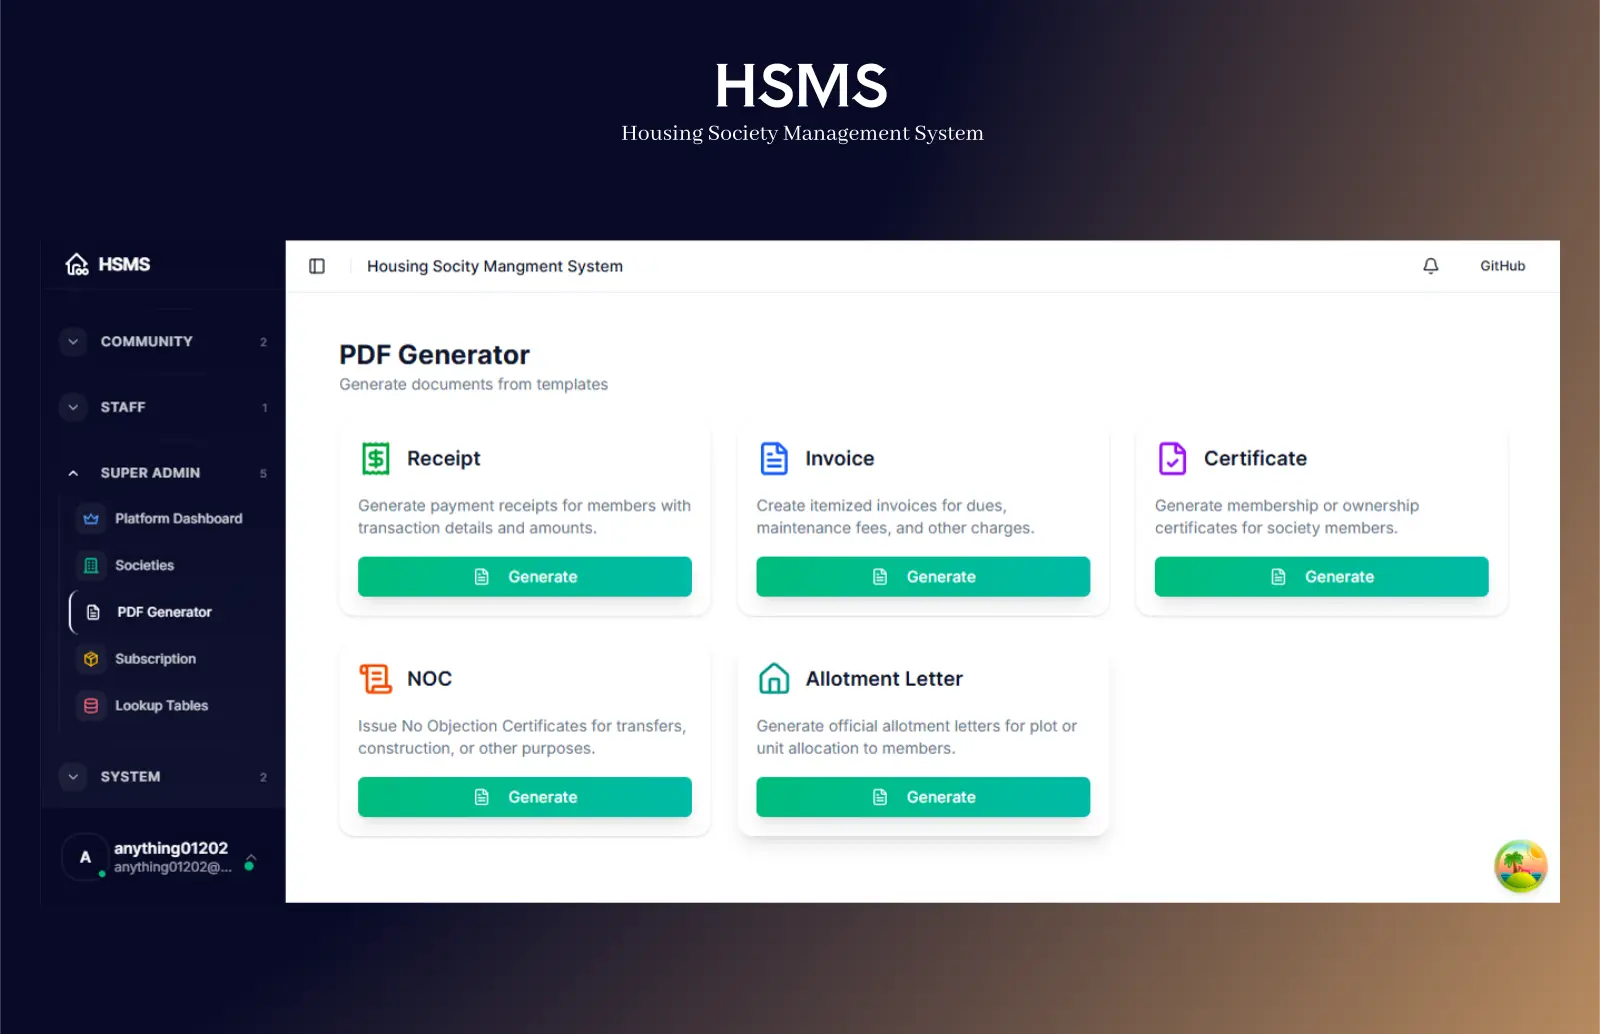 HSMS
Housing Society Management System
HSMS
COMMUNITY 2
STAFF 1
SUPER ADMIN 5
Platform Dashboard
Societies
PDF Generator
Subscription
Lookup Tables
SYSTEM 2
A
anything01202
anything01202@...
Housing Socity Mangment System
GitHub
PDF Generator
Generate documents from templates
Receipt
Generate payment receipts for members with
transaction details and amounts.
Generate
Invoice
Create itemized invoices for dues,
maintenance fees, and other charges.
Generate
Certificate
Generate membership or ownership
certificates for society members.
Generate
NOC
Issue No Objection Certificates for transfers,
construction, or other purposes.
Generate
Allotment Letter
Generate official allotment letters for plot or
unit allocation to members.
Generate